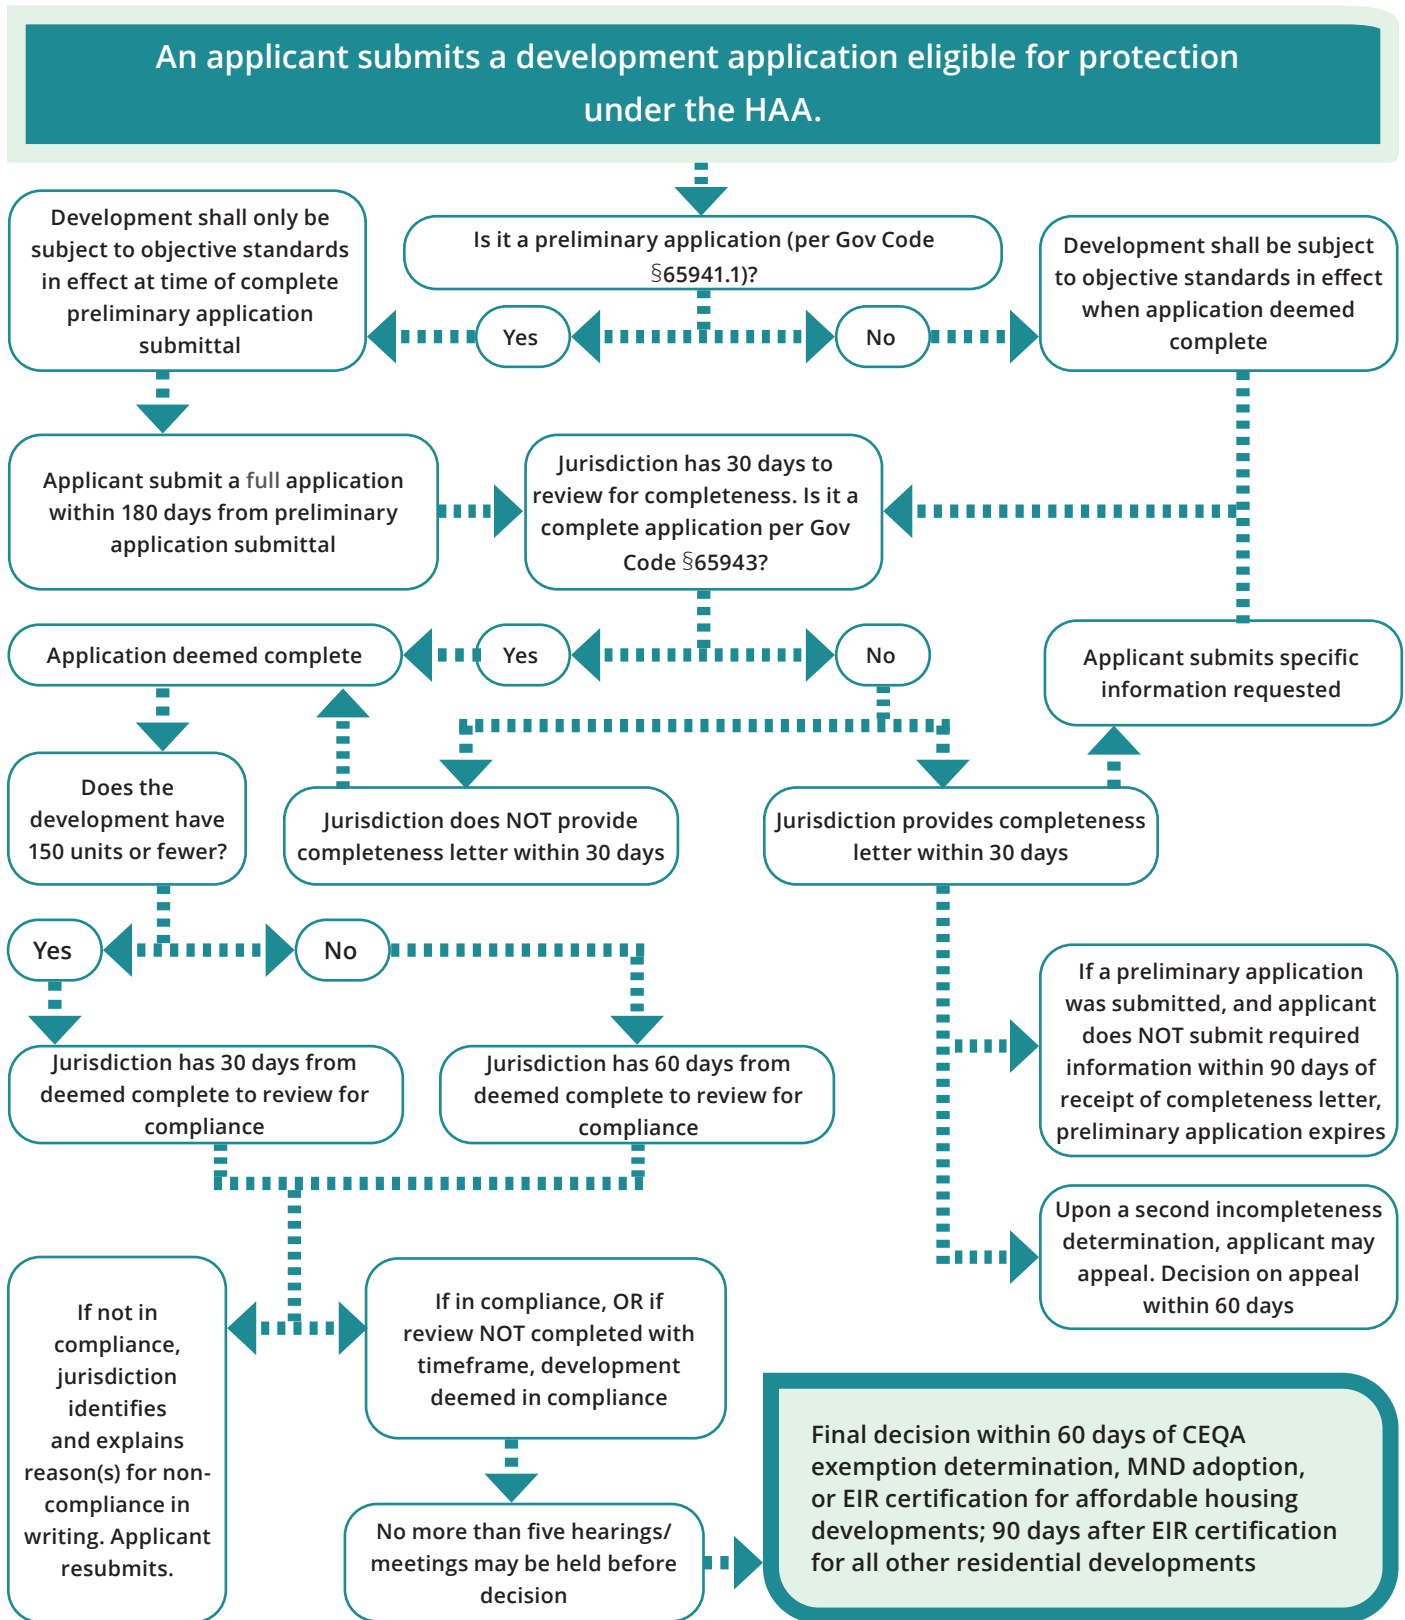 An applicant submits a development application eligible for protection
under the HAA.
Development shall only be
subject to objective standards
in effect at time of complete
preliminary application
submittal
Is it a preliminary application (per Gov Code
§65941.1)?
Development shall be subject
to objective standards in effect
when application deemed
complete
Yes
No
Applicant submit a full application
within 180 days from preliminary
application submittal
Jurisdiction has 30 days to
review for completeness. Is it a
complete application per Gov
Code §65943?
Application deemed complete
Yes
No
Applicant submits specific
information requested
Does the
development have
150 units or fewer?
Jurisdiction does NOT provide
completeness letter within 30 days
Jurisdiction provides completeness
letter within 30 days
Yes
No
If a preliminary application
was submitted, and applicant
does NOT submit required
information within 90 days of
receipt of completeness letter,
preliminary application expires
Jurisdiction has 30 days from
deemed complete to review for
compliance
Jurisdiction has 60 days from
deemed complete to review for
compliance
Upon a second incompleteness
determination, applicant may
appeal. Decision on appeal
within 60 days
If not in
compliance,
jurisdiction
identifies
and explains
reason(s) for non-
compliance in
writing. Applicant
resubmits.
If in compliance, OR if
review NOT completed with
timeframe, development
deemed in compliance
No more than five hearings/
meetings may be held before
decision
Final decision within 60 days of CEQA
exemption determination, MND adoption,
or EIR certification for affordable housing
developments; 90 days after EIR certification
for all other residential developments